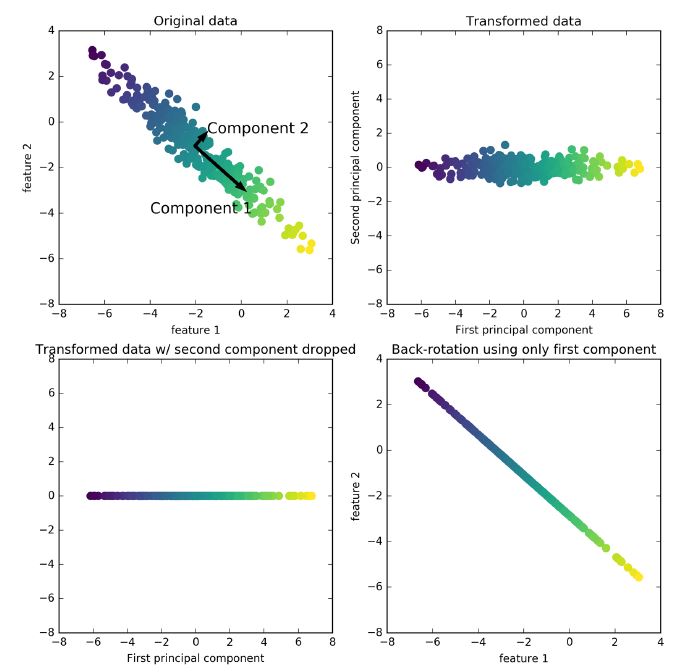 Original data
4
2
0
−2
−4
−6
−8
−8 −6 −4 −2 0 2 4
feature 1
feature 2
Component 2
Component 1
Transformed data
8
6
4
2
0
−2
−4
−6
−8
−8 −6 −4 −2 0 2 4 6 8
First principal component
Second principal component
Transformed data w/ second component dropped
8
6
4
2
0
−2
−4
−6
−8
−8 −6 −4 −2 0 2 4 6 8
First principal component
Back-rotation using only first component
4
2
0
−2
−4
−6
−8
−8 −6 −4 −2 0 2 4
feature 1
feature 2